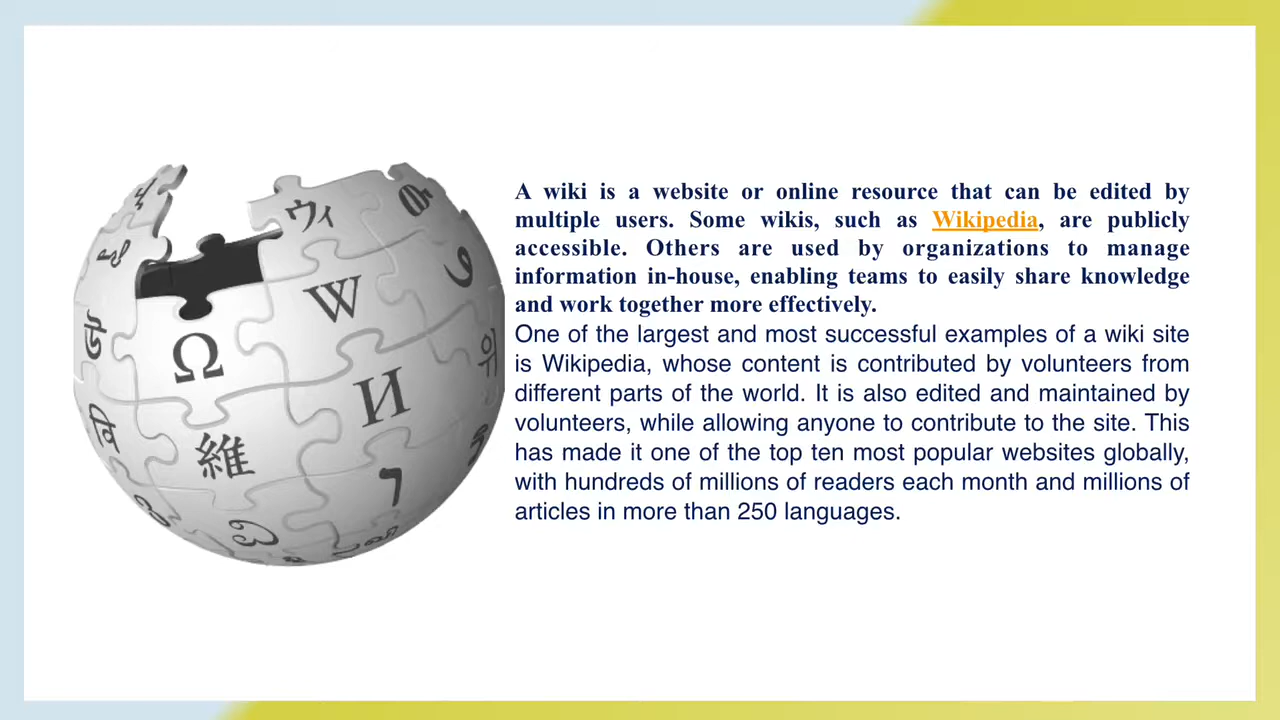 A wiki is a website or online resource that can be edited by
multiple users. Some wikis, such as Wikipedia, are publicly
accessible. Others are used by organizations to manage
information in-house, enabling teams to easily share knowledge
and work together more effectively.
One of the largest and most successful examples of a wiki site
is Wikipedia, whose content is contributed by volunteers from
different parts of the world. It is also edited and maintained by
volunteers, while allowing anyone to contribute to the site. This
has made it one of the top ten most popular websites globally,
with hundreds of millions of readers each month and millions of
articles in more than 250 languages.
ウィ
W
Ω
И
維
वि